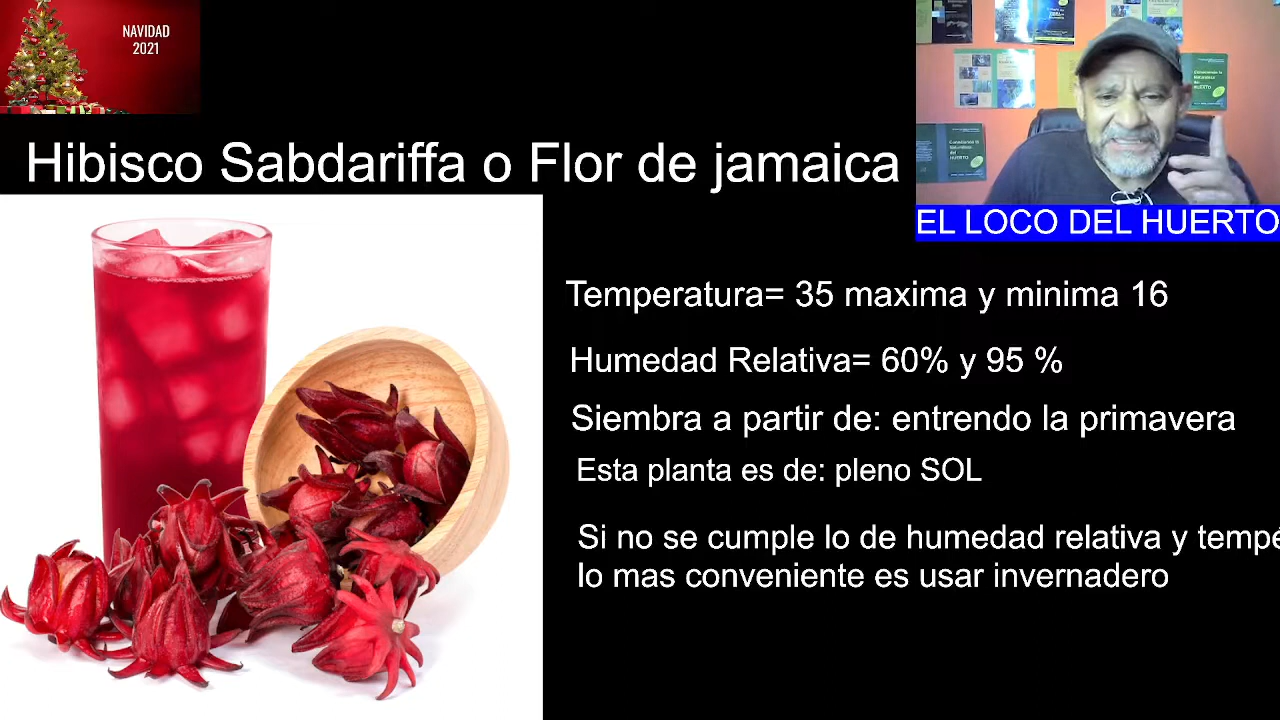 NAVIDAD
2021
Hibisco Sabdariffa o Flor de jamaica
EL LOCO DEL HUERTO
Temperatura= 35 maxima y minima 16
Humedad Relativa= 60% y 95 %
Siembra a partir de: entrendo la primavera
Esta planta es de: pleno SOL
Si no se cumple lo de humedad relativa y tempe
lo mas conveniente es usar invernadero